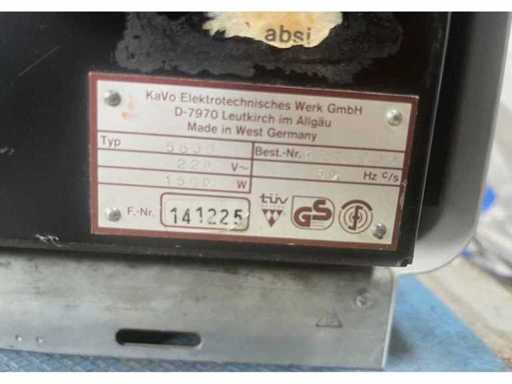 absi
KaVo Elektrotechnisches Werk GmbH
D-7970 Leutkirch im Allgäu
Made in West Germany
Typ Best.-Nr.
220 V~ Hz c/s
W
F.-Nr. 141225 TÜV GS